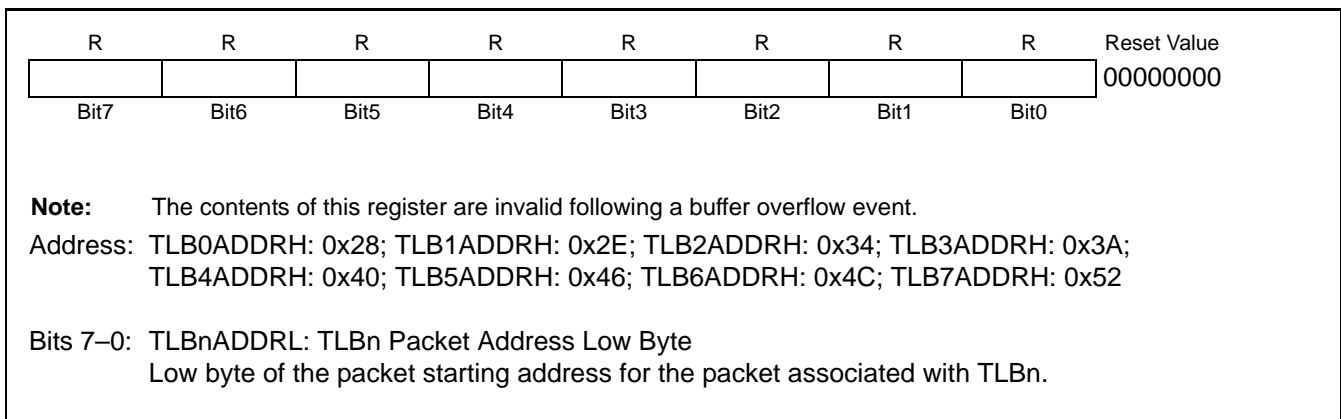 R R R R R R R R Reset Value
00000000
Bit7 Bit6 Bit5 Bit4 Bit3 Bit2 Bit1 Bit0
Note: The contents of this register are invalid following a buffer overflow event.
Address: TLB0ADDRH: 0x28; TLB1ADDRH: 0x2E; TLB2ADDRH: 0x34; TLB3ADDRH: 0x3A;
TLB4ADDRH: 0x40; TLB5ADDRH: 0x46; TLB6ADDRH: 0x4C; TLB7ADDRH: 0x52
Bits 7–0: TLBnADDRL: TLBn Packet Address Low Byte
Low byte of the packet starting address for the packet associated with TLBn.